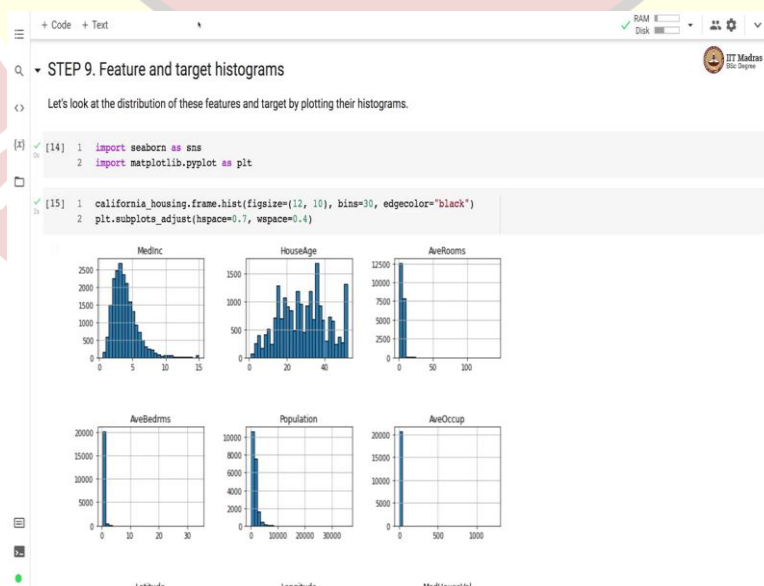 + Code + Text
RAM
Disk
IIT Madras
BSc Degree
STEP 9. Feature and target histograms
Let's look at the distribution of these features and target by plotting their histograms.
[14] 1 import seaborn as sns
2 import matplotlib.pyplot as plt
[15] 1 california_housing.frame.hist(figsize=(12, 10), bins=30, edgecolor="black")
2 plt.subplots_adjust(hspace=0.7, wspace=0.4)
MedInc HouseAge AveRooms
2500
2000
1500
1000
500
0
0 5 10 15
1500
1000
500
0
0 20 40
12500
10000
7500
5000
2500
0
0 50 100
AveBedrms Population AveOccup
20000
15000
10000
5000
0
0 10 20 30
10000
8000
6000
4000
2000
0
0 10000 20000 30000
20000
15000
10000
5000
0
0 500 1000
Latitude Longitude MedHouseVal